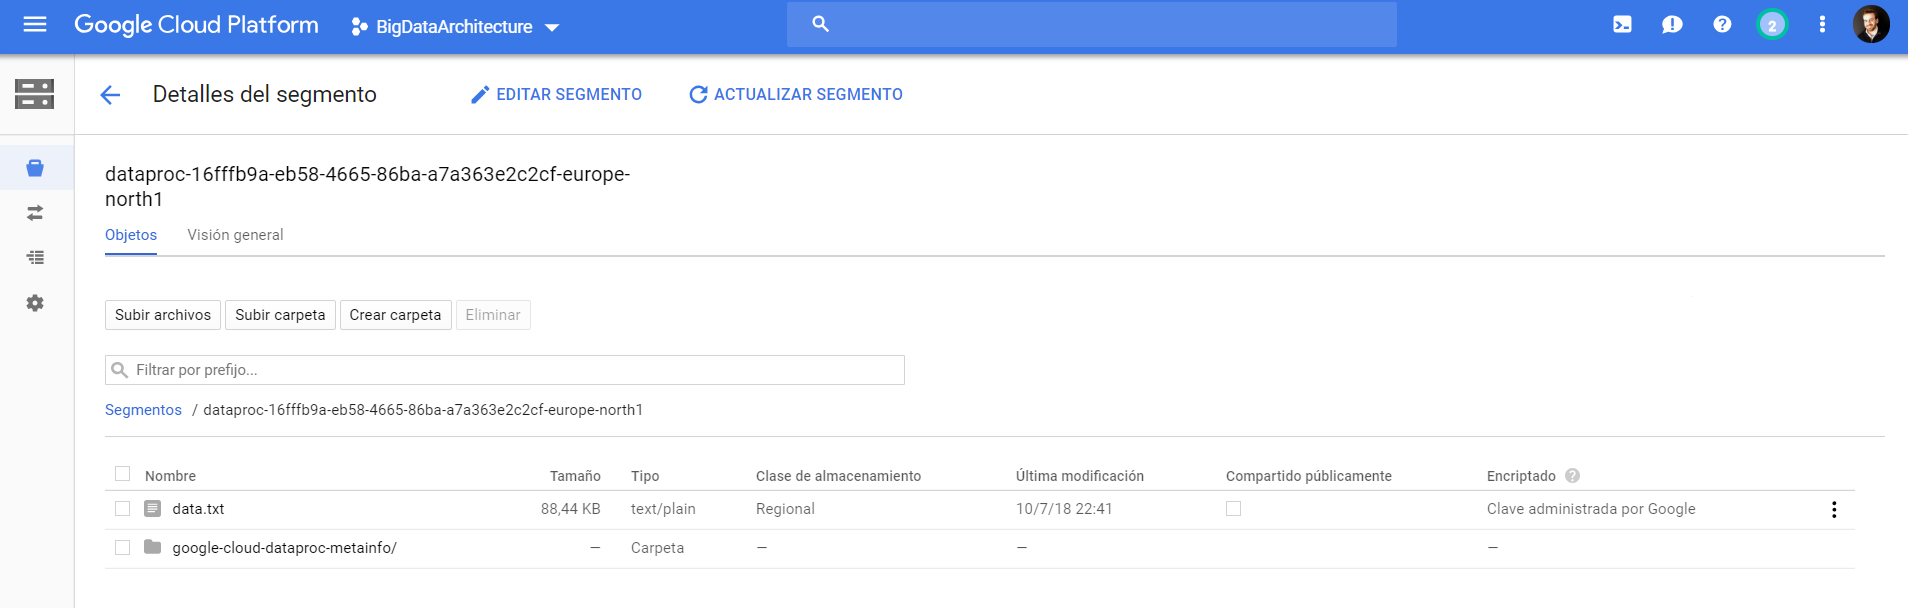 Google Cloud Platform BigDataArchitecture 2
Detalles del segmento EDITAR SEGMENTO ACTUALIZAR SEGMENTO
dataproc-16fffb9a-eb58-4665-86ba-a7a363e2c2cf-europe-
north1
Objetos Visión general
Subir archivos Subir carpeta Crear carpeta Eliminar
Filtrar por prefijo...
Segmentos / dataproc-16fffb9a-eb58-4665-86ba-a7a363e2c2cf-europe-north1
Nombre Tamaño Tipo Clase de almacenamiento Última modificación Compartido públicamente Encriptado ?
data.txt 88,44 KB text/plain Regional 10/7/18 22:41 Clave administrada por Google
google-cloud-dataproc-metainfo/ — Carpeta — — —